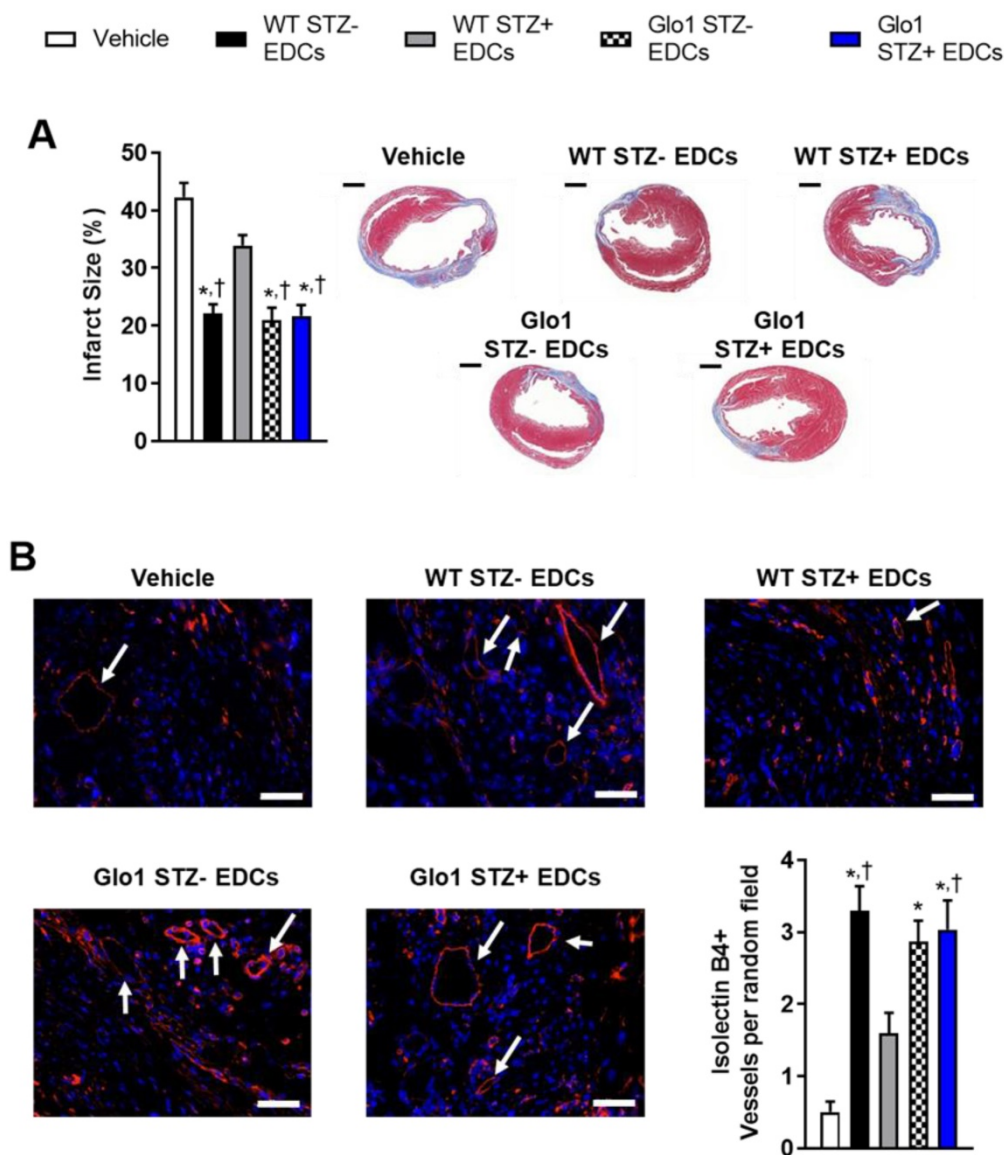 Vehicle
WT STZ-
EDCs
WT STZ+
EDCs
Glo1 STZ-
EDCs
Glo1
STZ+ EDCs
A
Infarct Size (%)
50
40
30
20
10
0
*,†
*,†
*,†
Vehicle
WT STZ- EDCs
WT STZ+ EDCs
Glo1
STZ- EDCs
Glo1
STZ+ EDCs
B
Vehicle
WT STZ- EDCs
WT STZ+ EDCs
Glo1 STZ- EDCs
Glo1 STZ+ EDCs
Isolectin B4+
Vessels per random field
4
3
2
1
0
*,†
*
*,†